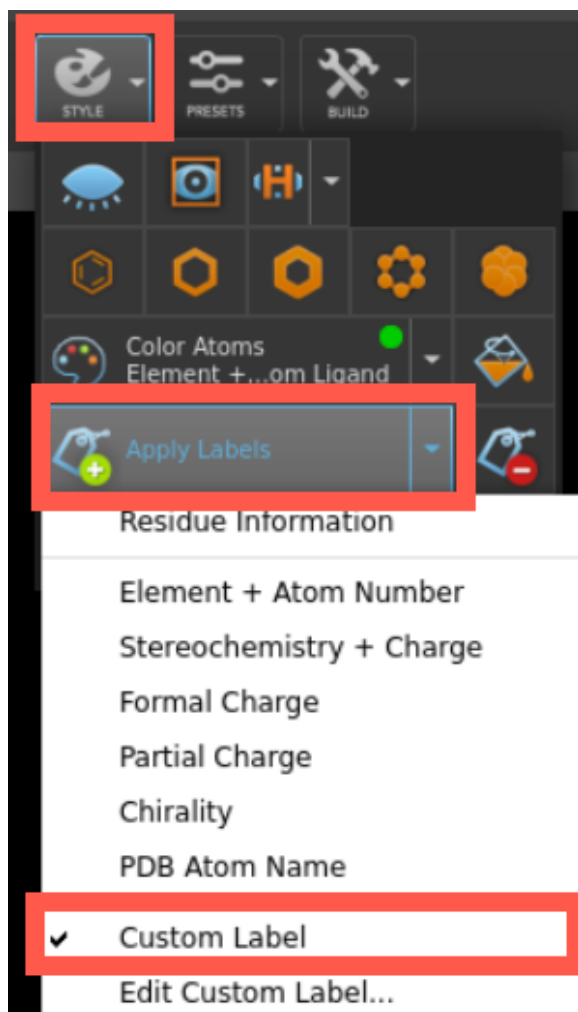 STYLE
PRESETS
BUILD
H
Color Atoms
Element +...om Ligand
Apply Labels
Residue Information
Element + Atom Number
Stereochemistry + Charge
Formal Charge
Partial Charge
Chirality
PDB Atom Name
Custom Label
Edit Custom Label...